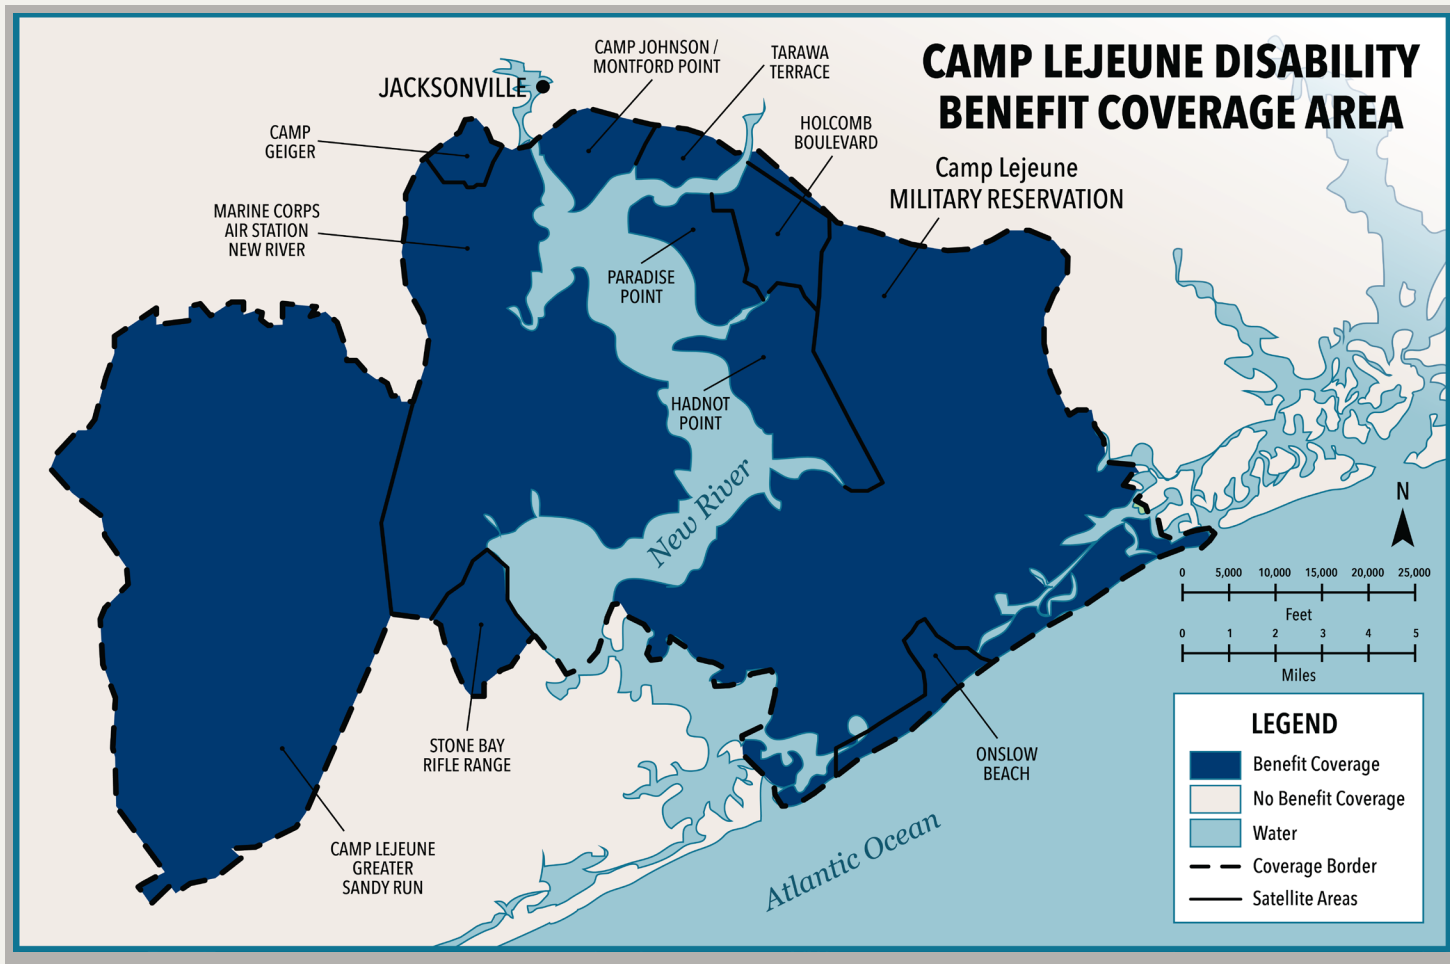 CAMP LEJEUNE DISABILITY
BENEFIT COVERAGE AREA
CAMP JOHNSON /
MONTFORD POINT
TARAWA
TERRACE
JACKSONVILLE
HOLCOMB
BOULEVARD
CAMP
GEIGER
Camp Lejeune
MILITARY RESERVATION
MARINE CORPS
AIR STATION
NEW RIVER
PARADISE
POINT
HADNOT
POINT
New River
N
0 5,000 10,000 15,000 20,000 25,000
Feet
0 1 2 3 4 5
Miles
STONE BAY
RIFLE RANGE
ONSLOW
BEACH
CAMP LEJEUNE
GREATER
SANDY RUN
Atlantic Ocean
LEGEND
Benefit Coverage
No Benefit Coverage
Water
Coverage Border
Satellite Areas